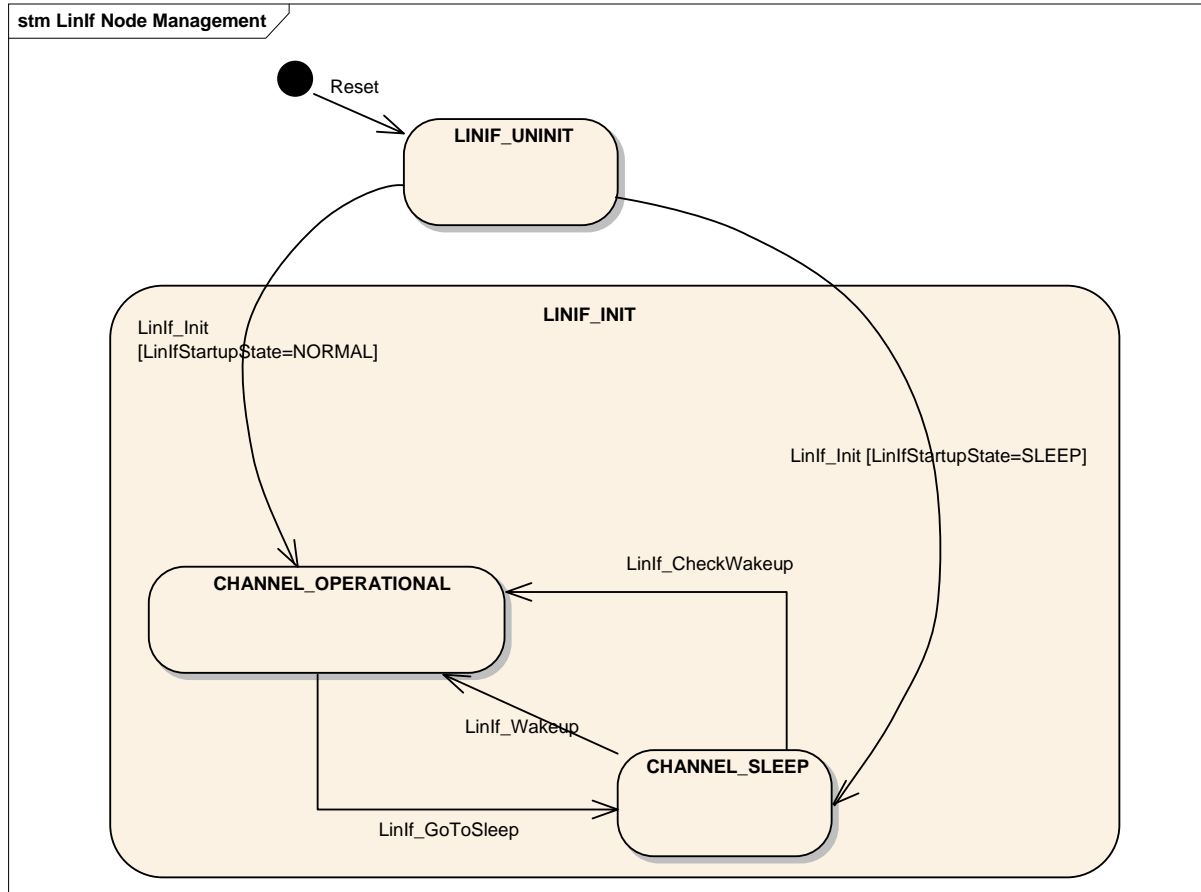 stm LinIf Node Management
Reset
LINIF_UNINIT
LINIF_INIT
LinIf_Init
[LinIfStartupState=NORMAL]
LinIf_Init [LinIfStartupState=SLEEP]
LinIf_CheckWakeup
CHANNEL_OPERATIONAL
LinIf_Wakeup
CHANNEL_SLEEP
LinIf_GoToSleep